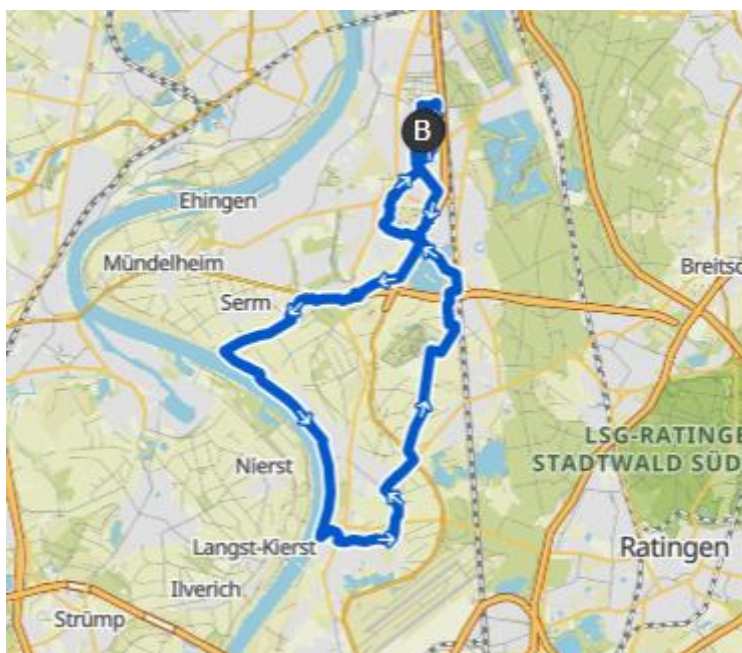 B
Ehingen
Mündelheim
Breitsc
Serm
LSG-RATINGE
STADTWALD SÜD
Nierst
Langst-Kierst
Ratingen
Ilverich
Strümp